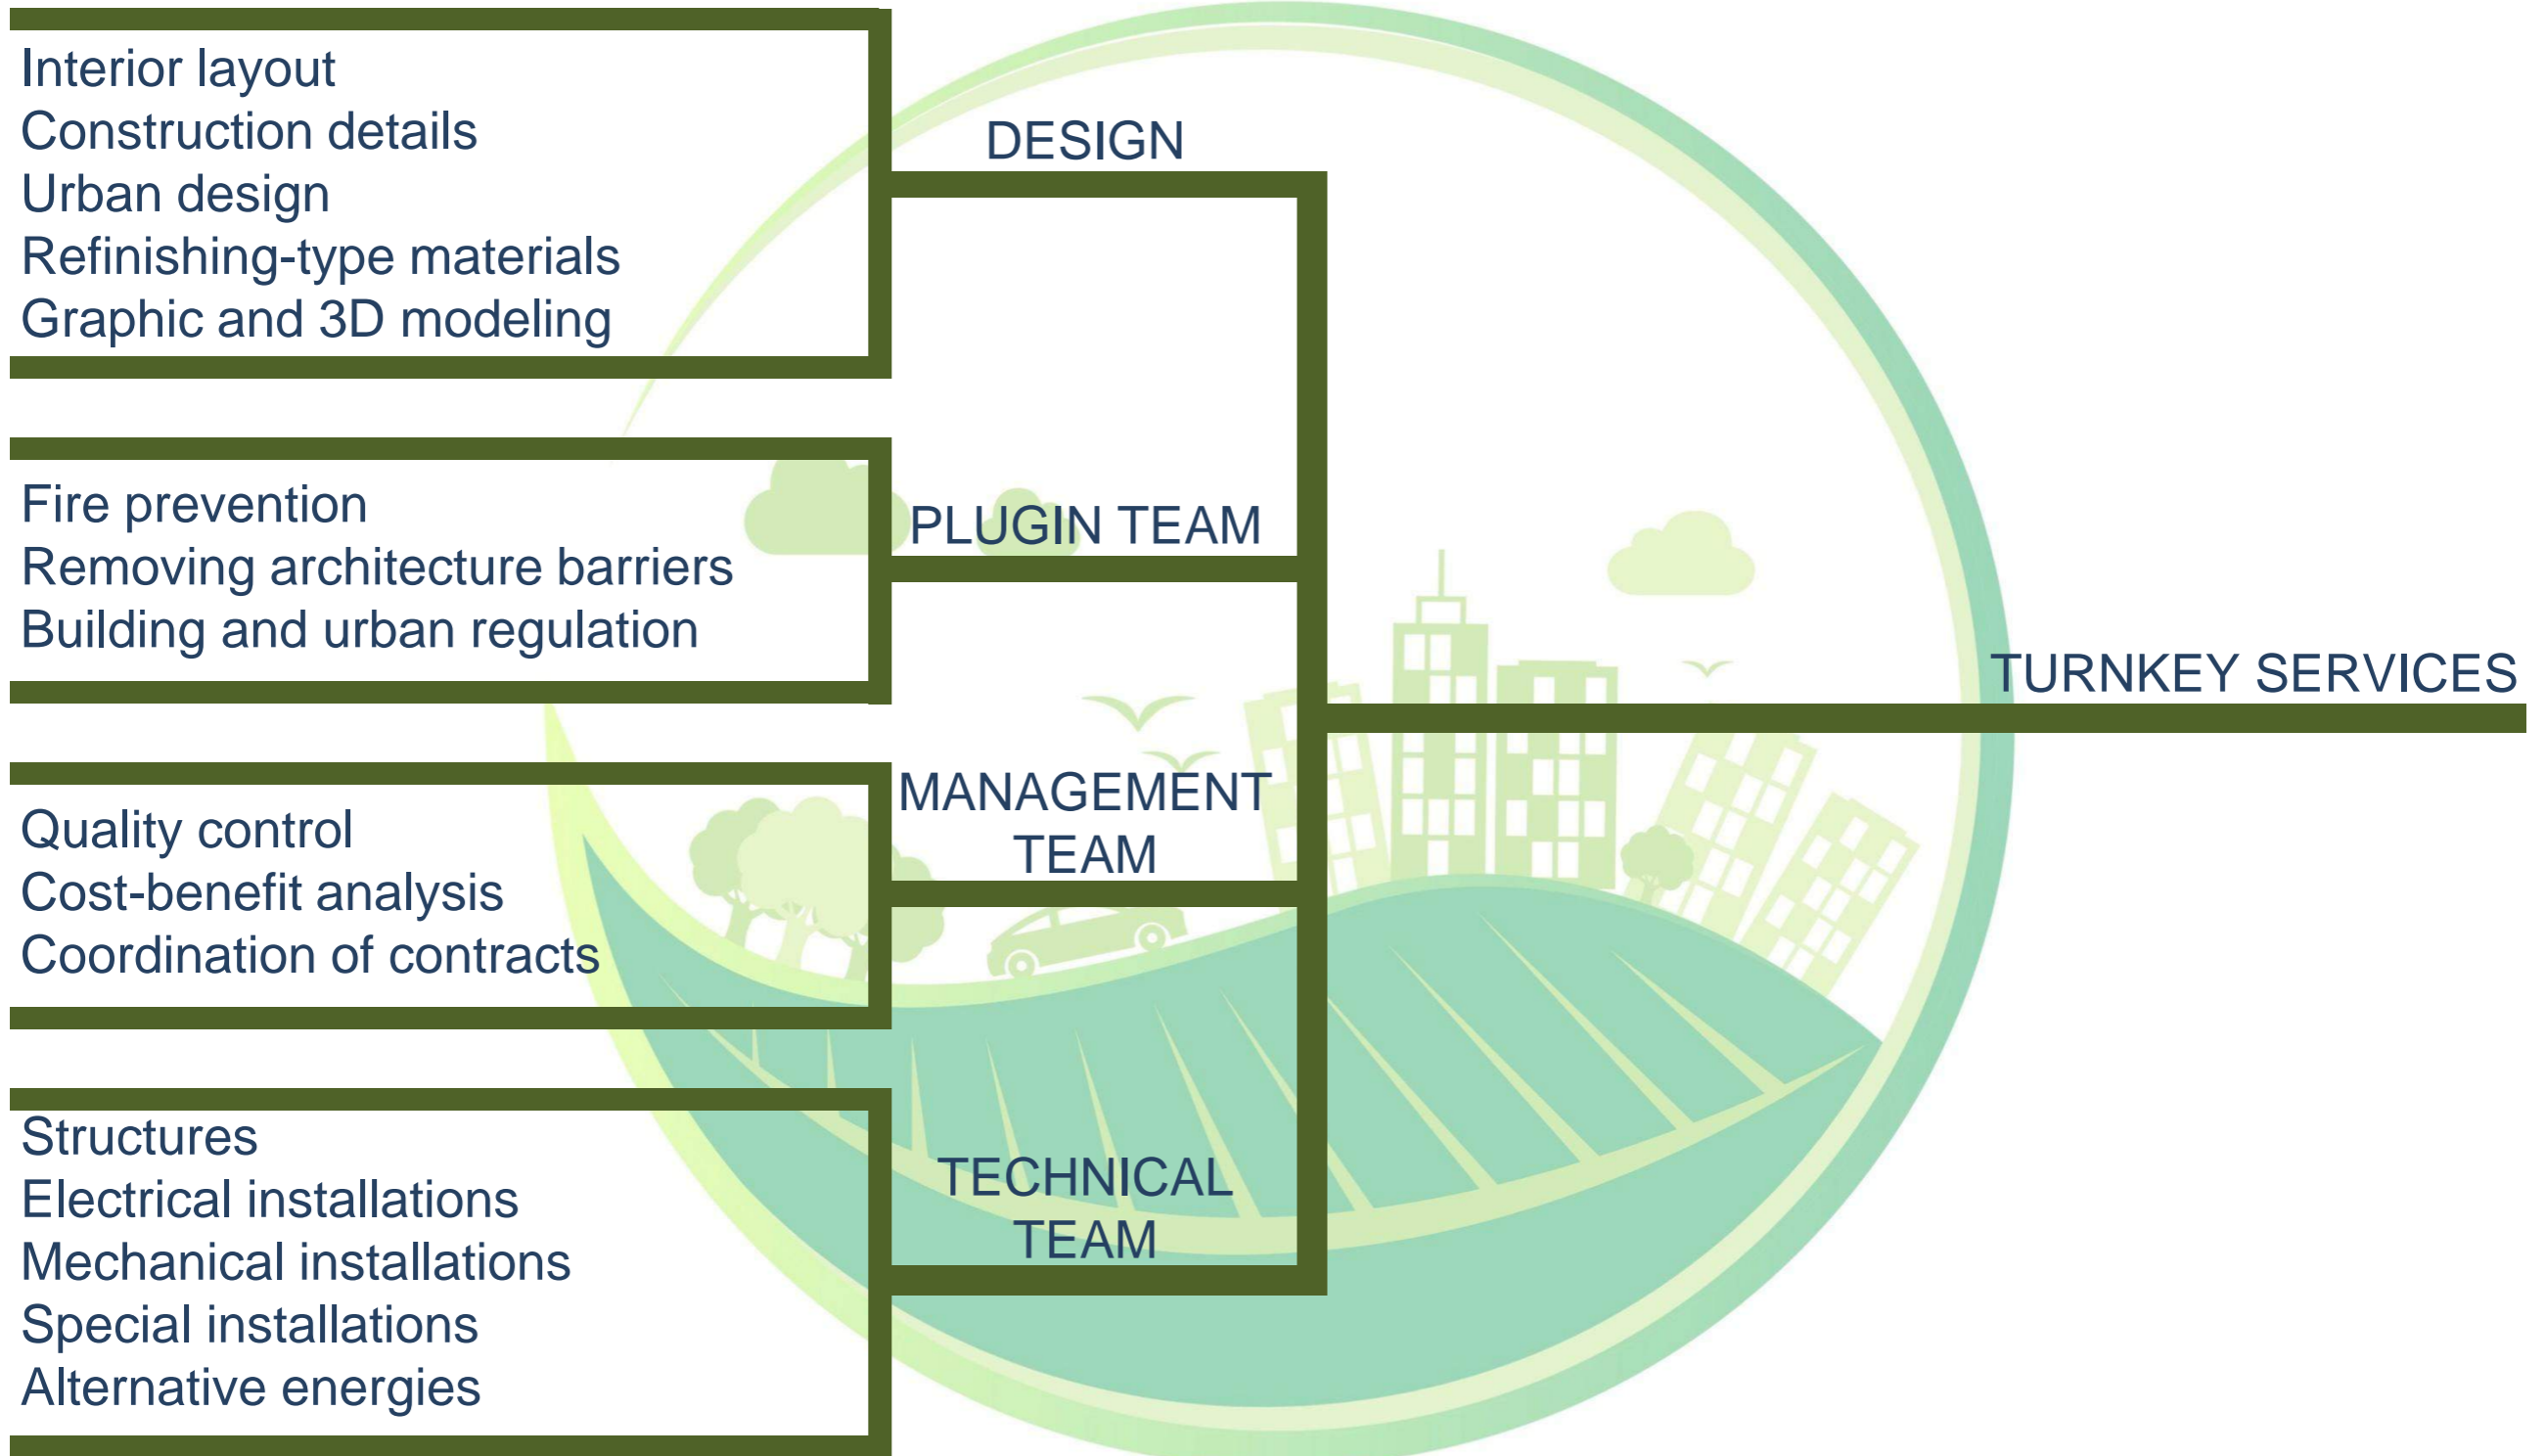 Interior layout
Construction details
Urban design
Refinishing-type materials
Graphic and 3D modeling
DESIGN
Fire prevention
Removing architecture barriers
Building and urban regulation
PLUGIN TEAM
Quality control
Cost-benefit analysis
Coordination of contracts
MANAGEMENT
TEAM
Structures
Electrical installations
Mechanical installations
Special installations
Alternative energies
TECHNICAL
TEAM
TURNKEY SERVICES